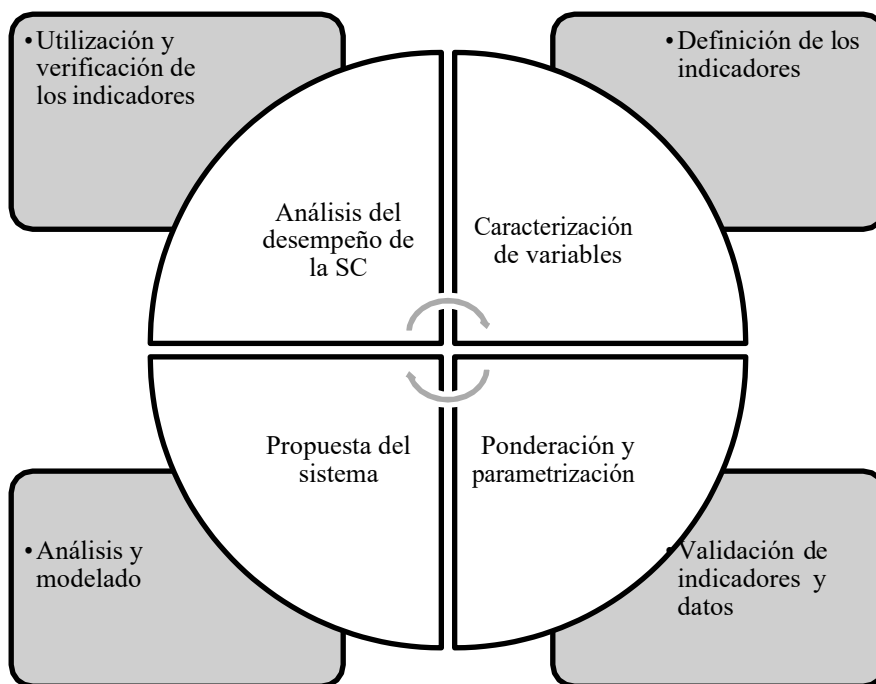 • Utilización y
verificación de
los indicadores
• Definición de los
indicadores
Análisis del
desempeño de
la SC
Caracterización
de variables
Propuesta del
sistema
Ponderación y
parametrización
• Análisis y
modelado
• Validación de
indicadores y
datos